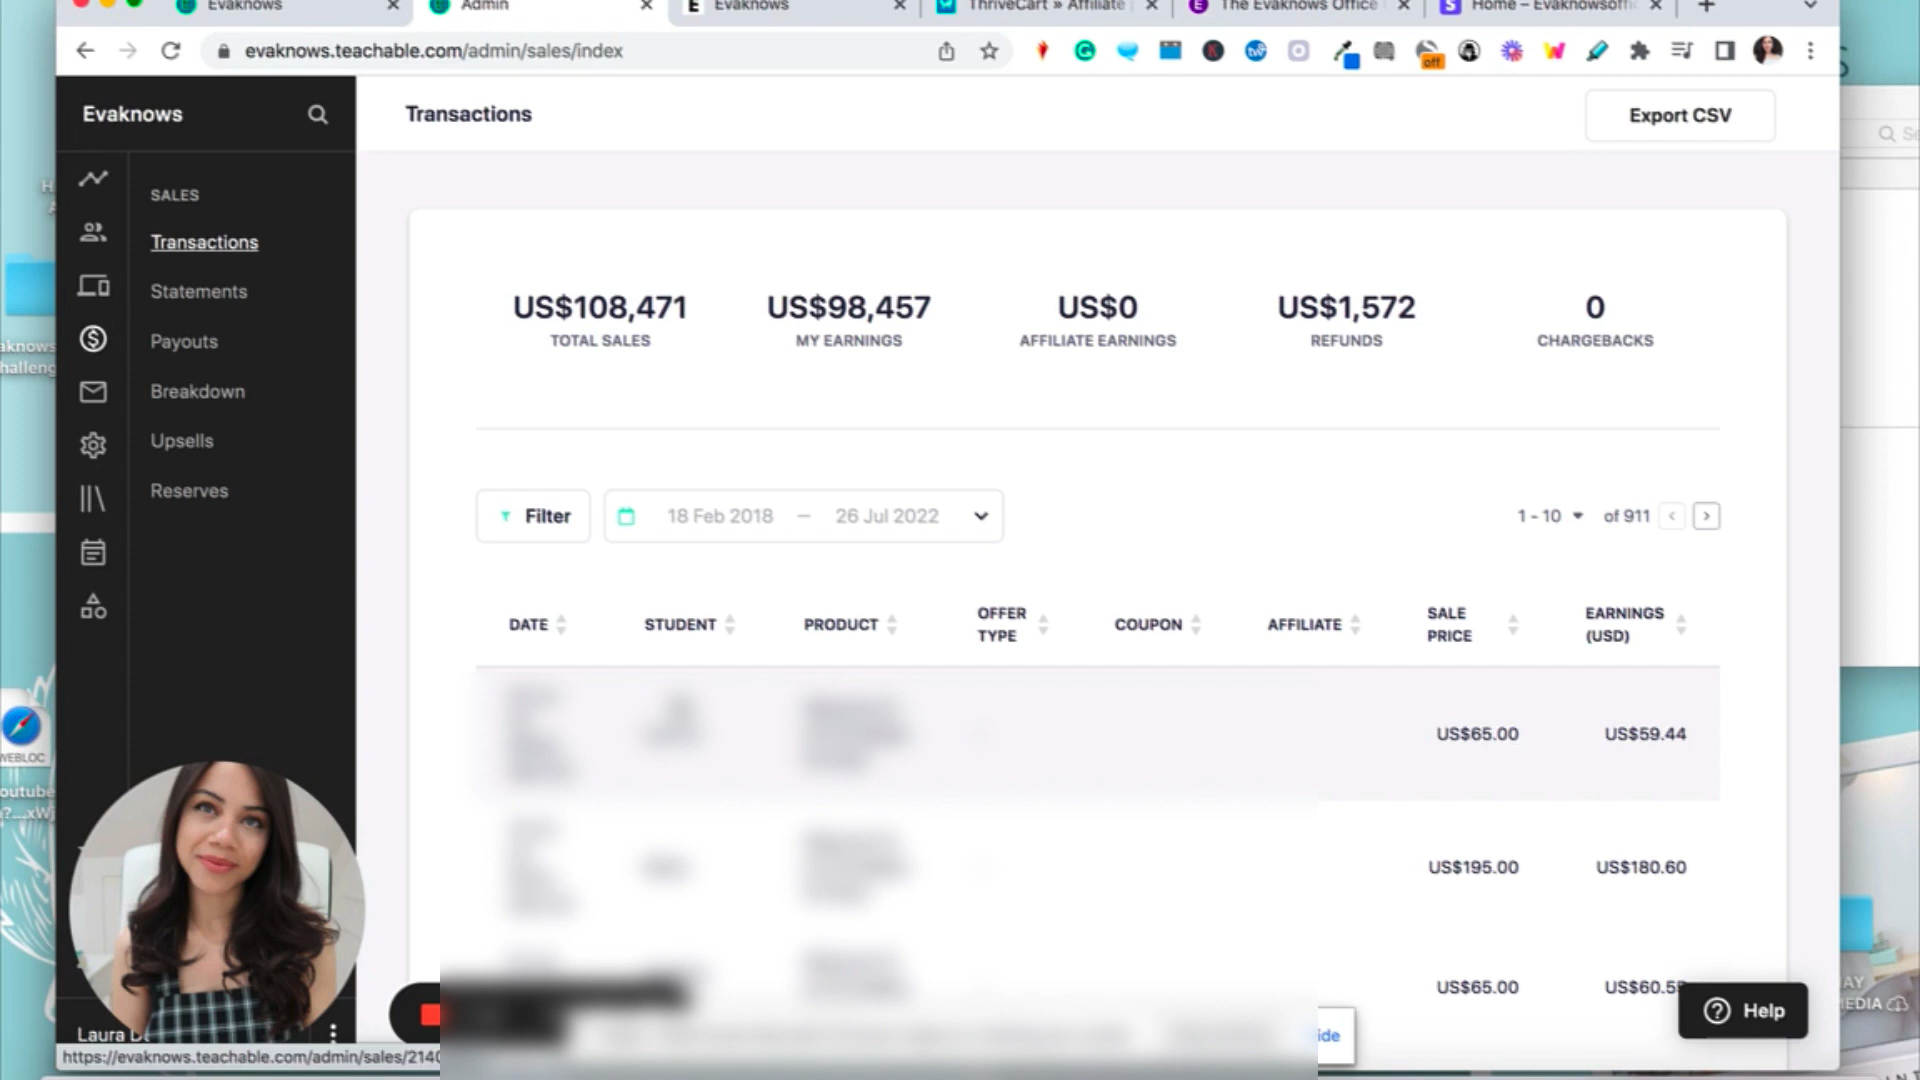 Evaknows
Admin
Evaknows
ThriveCart » Affiliate
The Evaknows Office
Home – Evaknowsoffi
evaknows.teachable.com/admin/sales/index
off
Evaknows
Transactions
Export CSV
SALES
Transactions
Statements
Payouts
Breakdown
Upsells
Reserves
US$108,471
TOTAL SALES
US$98,457
MY EARNINGS
US$0
AFFILIATE EARNINGS
US$1,572
REFUNDS
0
CHARGEBACKS
Filter
18 Feb 2018 – 26 Jul 2022
1 - 10 of 911
DATE STUDENT PRODUCT OFFER TYPE COUPON AFFILIATE SALE PRICE EARNINGS (USD)
US$65.00 US$59.44
US$195.00 US$180.60
US$65.00
Help
Laura
https://evaknows.teachable.com/admin/sales/2140
WEBLOC